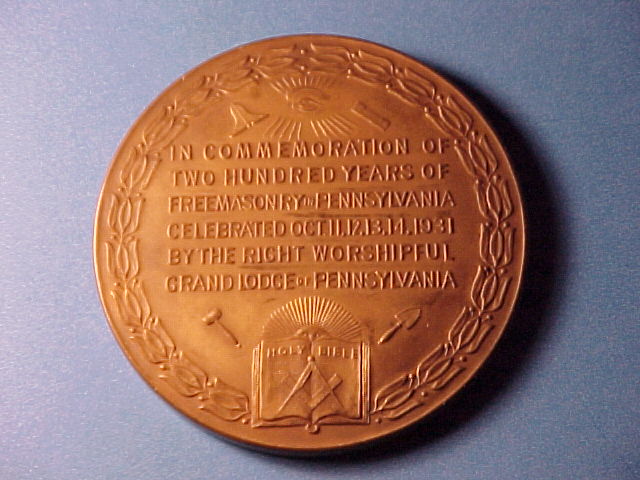 IN COMMEMORATION OF
TWO HUNDRED YEARS OF
FREEMASONRY IN PENNSYLVANIA
CELEBRATED OCT.11.12.13.14.1931
BY THE RIGHT WORSHIPFUL
GRAND LODGE OF PENNSYLVANIA
HOLY BIBLE